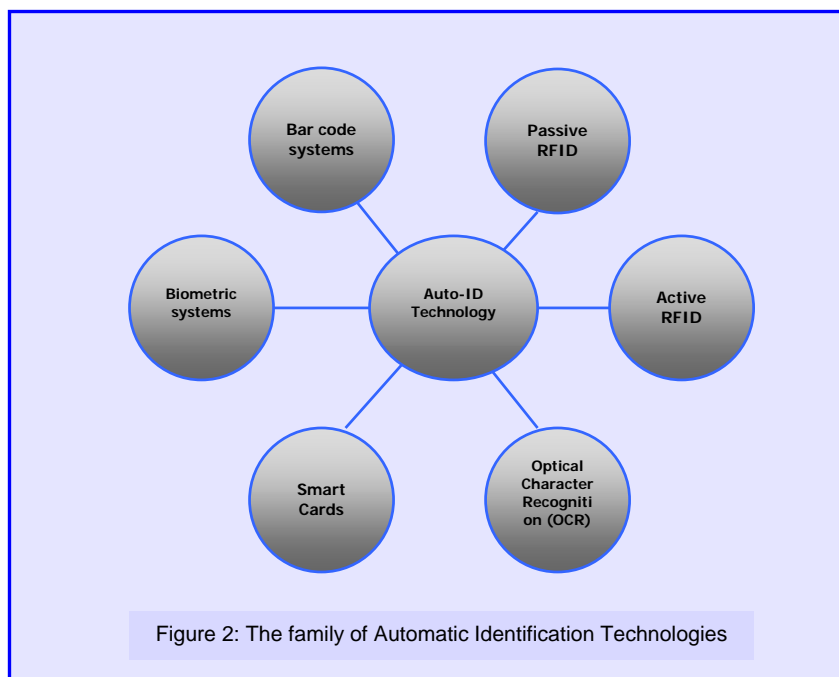 Bar code
systems
Passive
RFID
Biometric
systems
Auto-ID
Technology
Active
RFID
Smart
Cards
Optical
Character
Recogniti
on (OCR)
Figure 2: The family of Automatic Identification Technologies